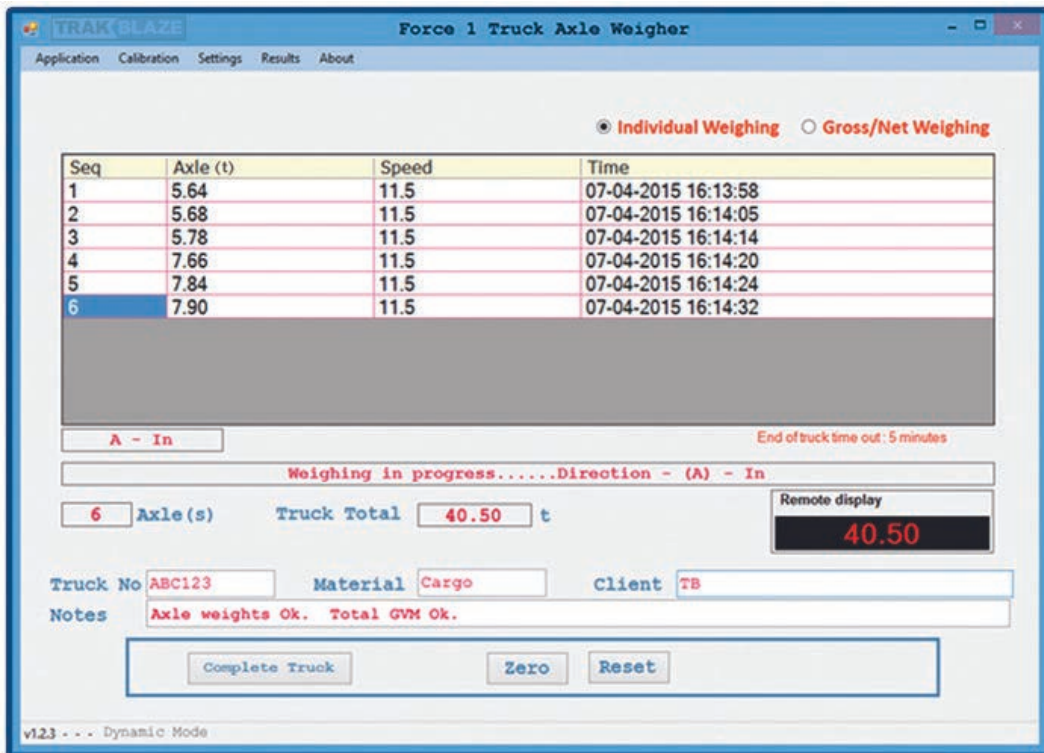 TRAK BLAZE Force 1 Truck Axle Weigher
Application Calibration Settings Results About
Individual Weighing Gross/Net Weighing
Seq Axle (t) Speed Time
1 5.64 11.5 07-04-2015 16:13:58
2 5.68 11.5 07-04-2015 16:14:05
3 5.78 11.5 07-04-2015 16:14:14
4 7.66 11.5 07-04-2015 16:14:20
5 7.84 11.5 07-04-2015 16:14:24
6 7.90 11.5 07-04-2015 16:14:32
A - In End of truck time out : 5 minutes
Weighing in progress......Direction - (A) - In
6 Axle(s) Truck Total 40.50 t
Remote display
40.50
Truck No ABC123 Material Cargo Client TB
Notes Axle weights Ok. Total GVM Ok.
Complete Truck Zero Reset
v1.2.3 - - - Dynamic Mode